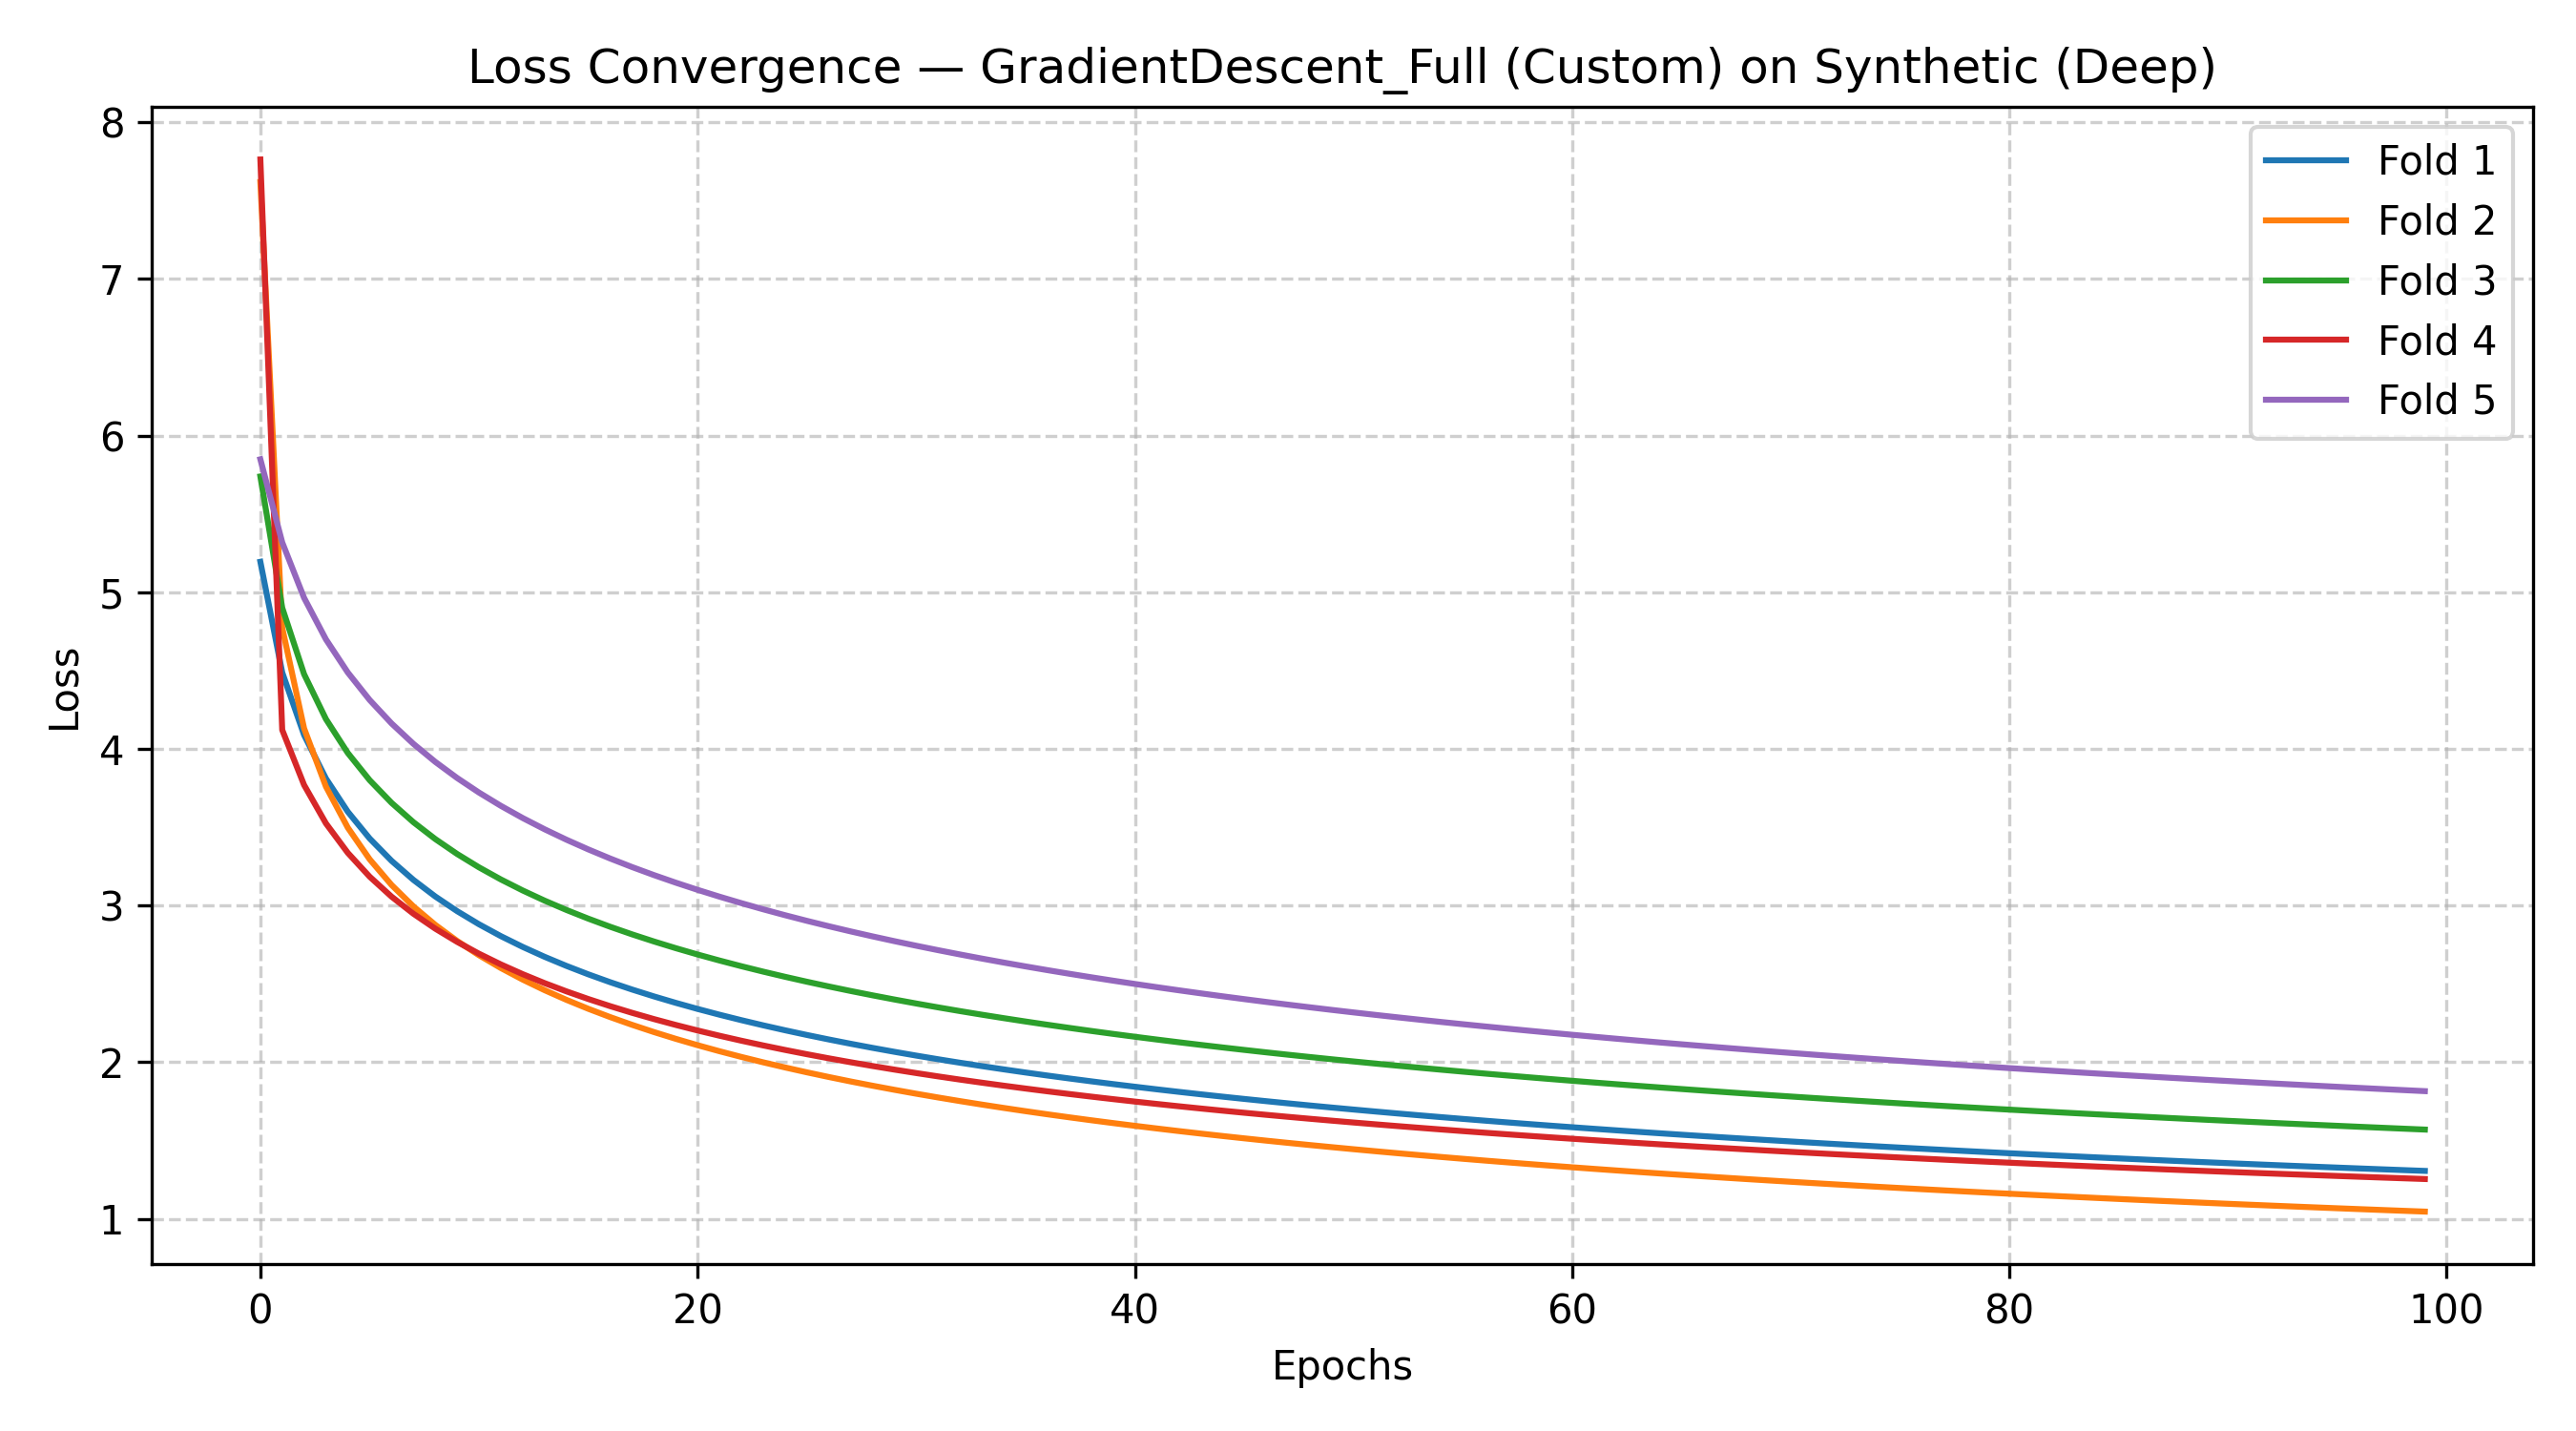 Loss Convergence — GradientDescent_Full (Custom) on Synthetic (Deep)
8
7
6
5
4
3
2
1
Loss
Fold 1
Fold 2
Fold 3
Fold 4
Fold 5
0 20 40 60 80 100
Epochs